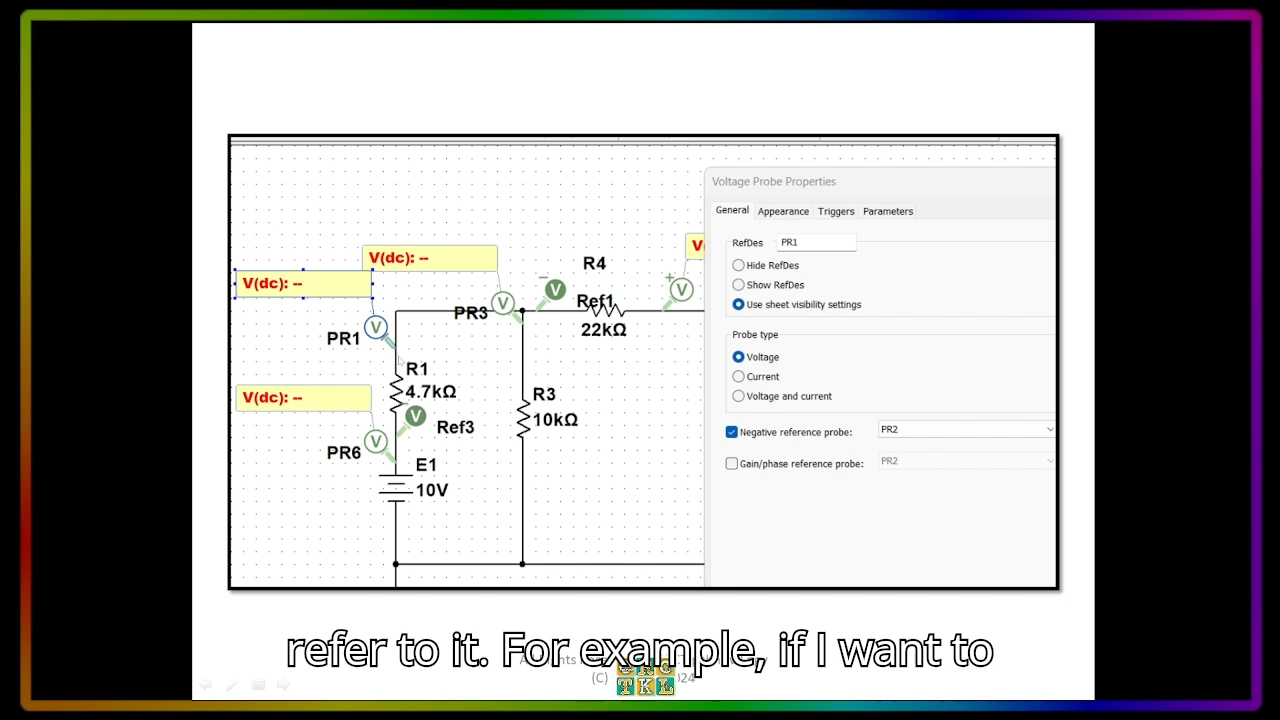 Voltage Probe Properties
General Appearance Triggers Parameters
RefDes PR1
Hide RefDes
Show RefDes
Use sheet visibility settings
Probe type
Voltage
Current
Voltage and current
Negative reference probe: PR2
Gain/phase reference probe: PR2
V(dc): --
V(dc): --
V
V
PR1
V
PR3
R4
− V
Ref1
22kΩ
+ V
R1
4.7kΩ
V
Ref3
V(dc): --
V
PR6
E1
10V
R3
10kΩ
refer to it. For example, if I want to
(C)
TKL